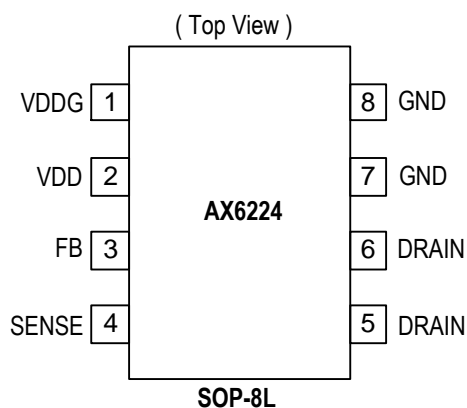 ( Top View )
VDDG 1 8 GND
VDD 2 7 GND
AX6224
FB 3 6 DRAIN
SENSE 4 5 DRAIN
SOP-8L